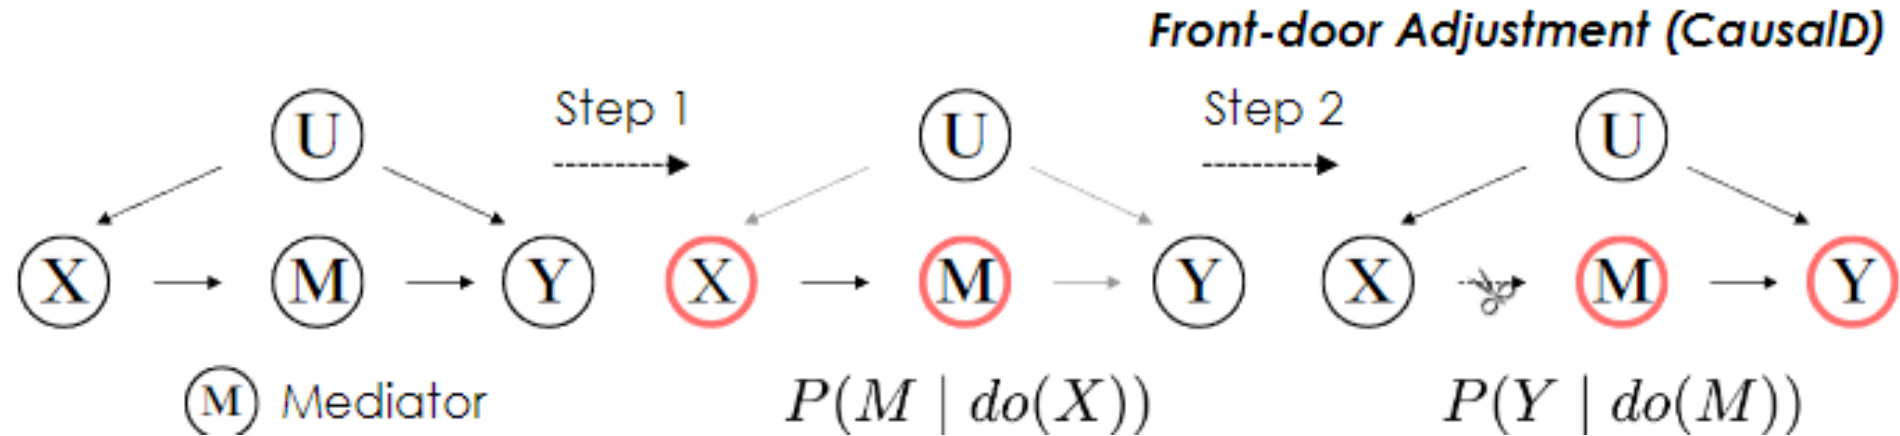 Front-door Adjustment (CausalD)
U Step 1 U Step 2 U
X M Y X M Y X M Y
M Mediator P(M | do(X)) P(Y | do(M))